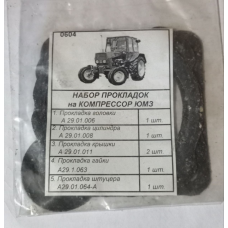 0604
НАБОР ПРОКЛАДОК
на КОМПРЕССОР ЮМЗ
1. Прокладка головки
А 29.01.006 1 шт.
2. Прокладка цилиндра
А29.01.008 1 шт.
3. Прокладка крышки
А 29.01.011 2 шт.
4. Прокладка гайки
А29.1.063 1 шт.
5. Прокладка штуцера
А29.01.064-А 1 шт.